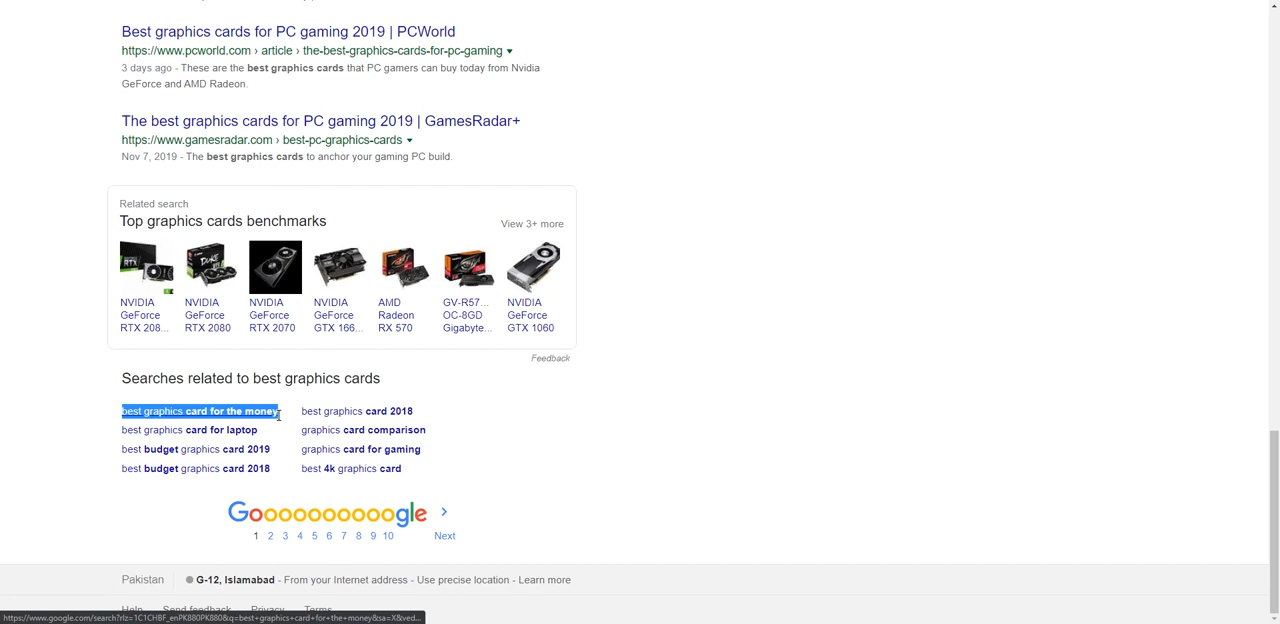 Best graphics cards for PC gaming 2019 | PCWorld
https://www.pcworld.com › article › the-best-graphics-cards-for-pc-gaming
3 days ago - These are the best graphics cards that PC gamers can buy today from Nvidia
GeForce and AMD Radeon.
The best graphics cards for PC gaming 2019 | GamesRadar+
https://www.gamesradar.com › best-pc-graphics-cards
Nov 7, 2019 - The best graphics cards to anchor your gaming PC build.
Related search
Top graphics cards benchmarks
View 3+ more
NVIDIA GeForce RTX 208...
NVIDIA GeForce RTX 2080
NVIDIA GeForce RTX 2070
NVIDIA GeForce GTX 166...
AMD Radeon RX 570
GV-R57... OC-8GD Gigabyte...
NVIDIA GeForce GTX 1060
Feedback
Searches related to best graphics cards
best graphics card for the money
best graphics card 2018
best graphics card for laptop
graphics card comparison
best budget graphics card 2019
graphics card for gaming
best budget graphics card 2018
best 4k graphics card
Goooooooooogle
1 2 3 4 5 6 7 8 9 10 Next
Pakistan
G-12, Islamabad - From your Internet address - Use precise location - Learn more
Help Send feedback Privacy Terms
https://www.google.com/search?rlz=1C1CHBF_enPK880PK880&q=best+graphics+card+for+the+money&sa=X&ved...